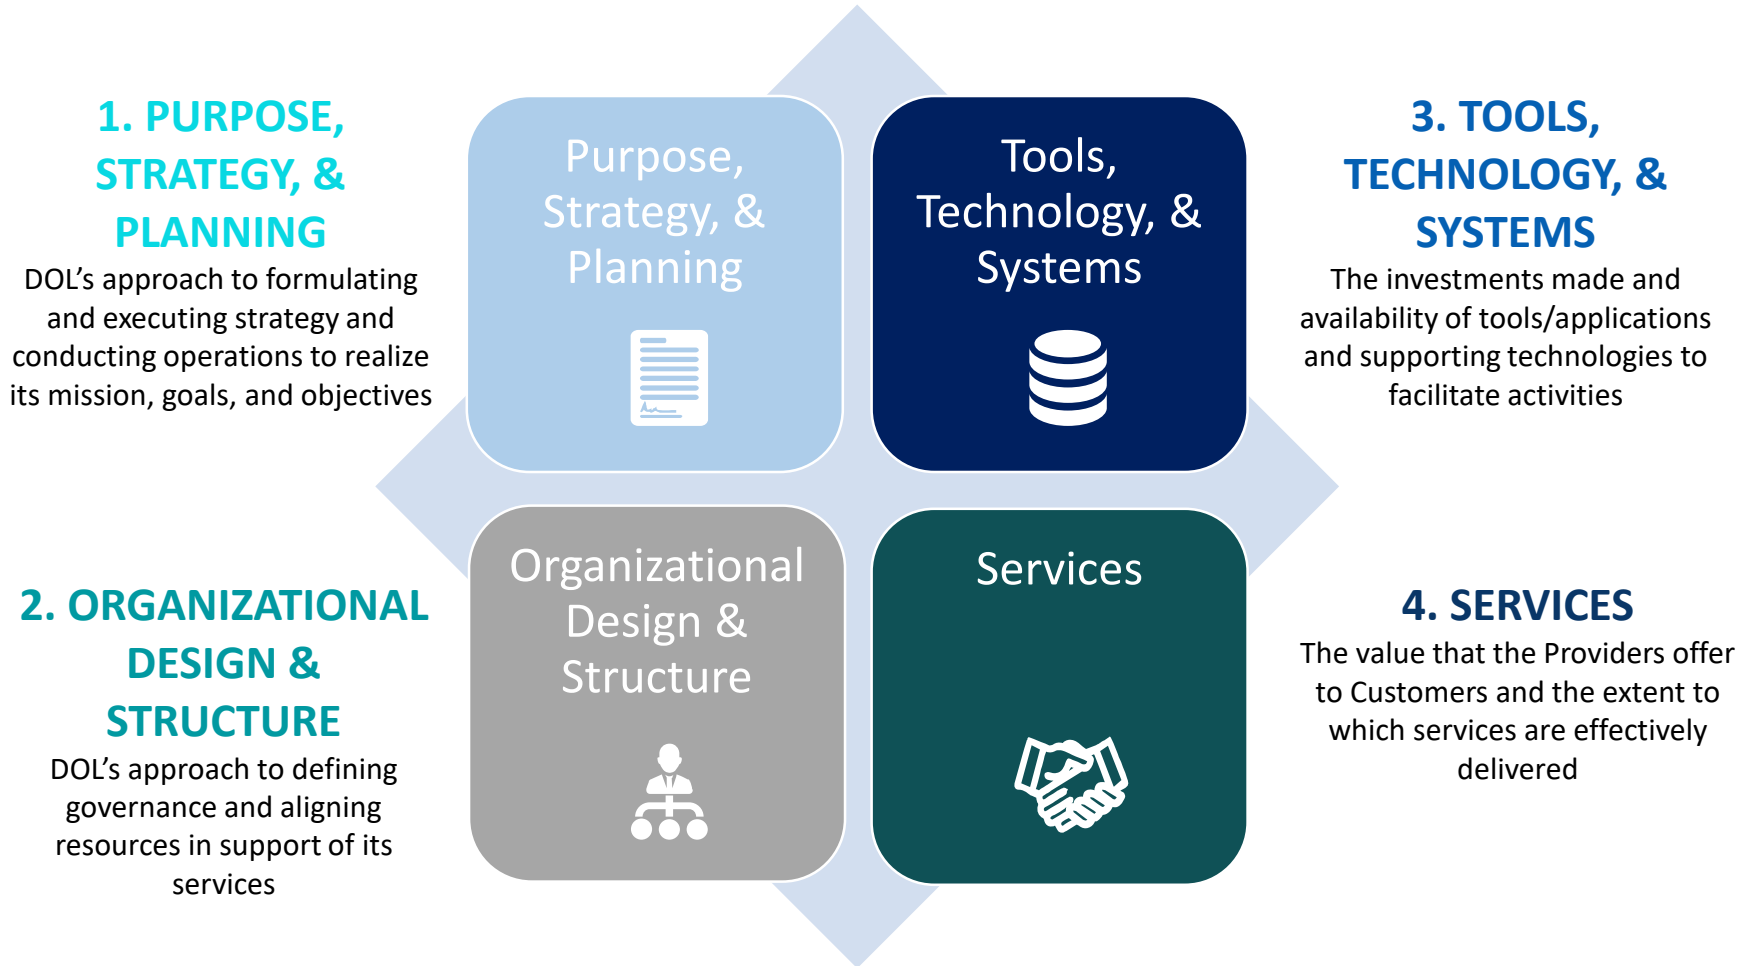 1. PURPOSE,
STRATEGY, &
PLANNING
DOL’s approach to formulating
and executing strategy and
conducting operations to realize
its mission, goals, and objectives
2. ORGANIZATIONAL
DESIGN &
STRUCTURE
DOL’s approach to defining
governance and aligning
resources in support of its
services
Purpose,
Strategy, &
Planning
Tools,
Technology, &
Systems
Organizational
Design &
Structure
Services
3. TOOLS,
TECHNOLOGY, &
SYSTEMS
The investments made and
availability of tools/applications
and supporting technologies to
facilitate activities
4. SERVICES
The value that the Providers offer
to Customers and the extent to
which services are effectively
delivered